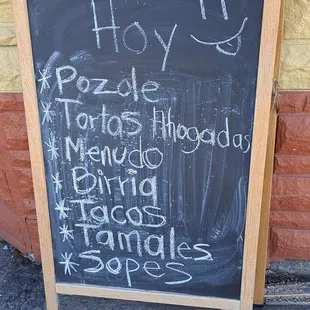 Hoy
* Pozole
* Tortas Ahogadas
* Menudo
* Birria
* Tacos
* Tamales
* Sopes